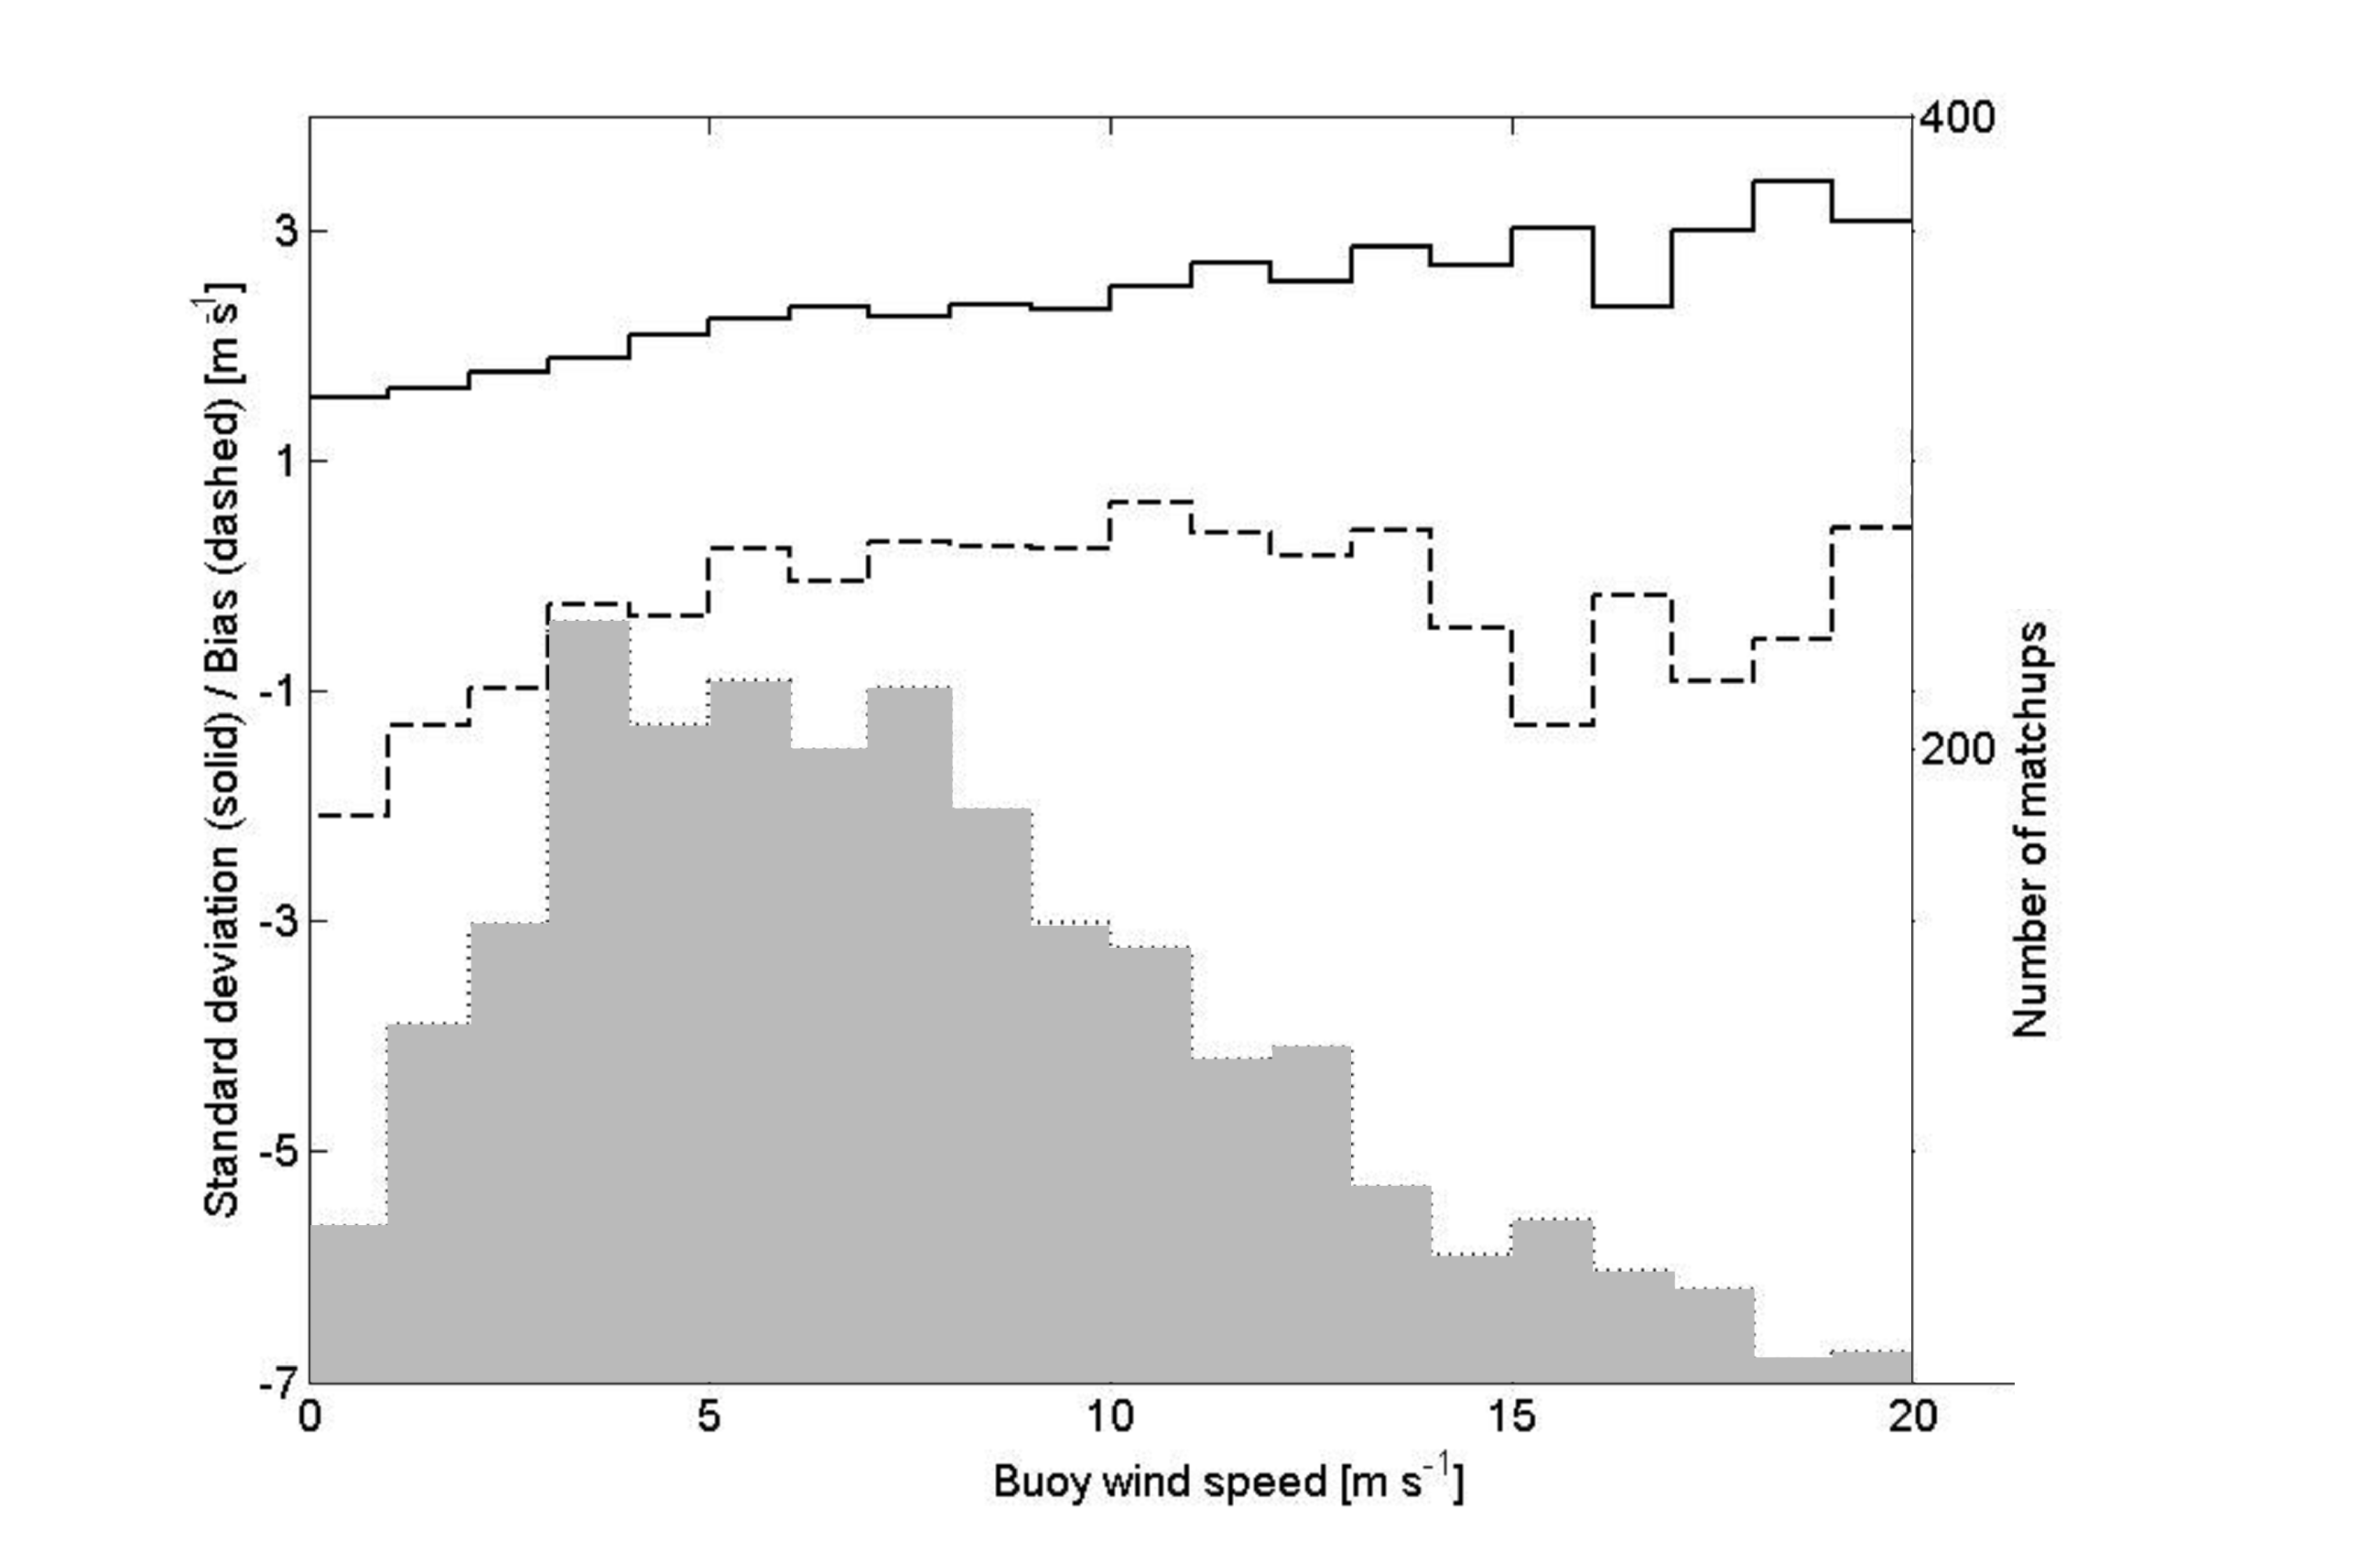 400
3
1
-1
-3
-5
-7
Standard deviation (solid) / Bias (dashed) [m s-1]
200
Number of matchups
0 5 10 15 20
Buoy wind speed [m s-1]